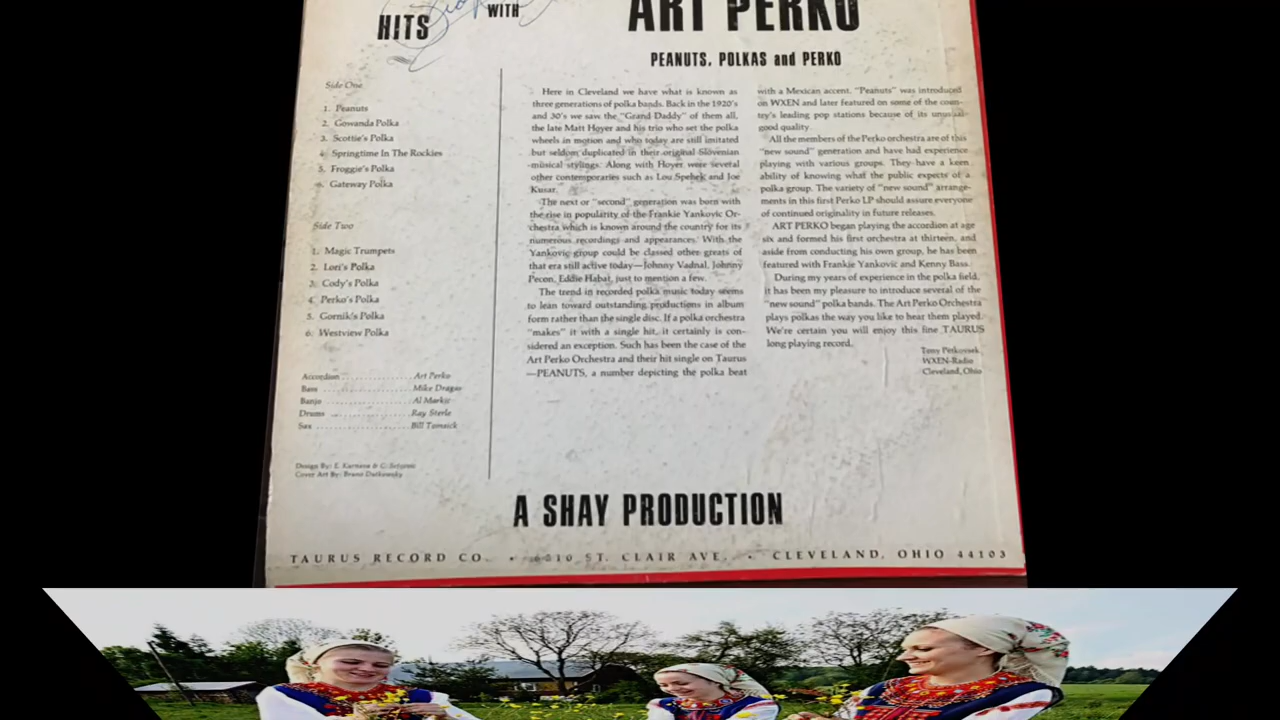 HITS
WITH
ART PERKO
PEANUTS, POLKAS and PERKO
Side One
1. Peanuts
2. Gowanda Polka
3. Scottie's Polka
4. Springtime In The Rockies
5. Froggie's Polka
6. Gateway Polka
Side Two
1. Magic Trumpets
2. Lori's Polka
3. Cody's Polka
4. Perko's Polka
5. Gornik's Polka
6. Westview Polka
Accordion Art Perko
Bass Mike Dragas
Banjo Al Markic
Drums Ray Sterle
Sax Bill Tomsick
Design By: E. Karnana & G.
Cover Art By: Bruno Dutkowsky
Here in Cleveland we have what is known as
three generations of polka bands. Back in the 1920's
and 30's we saw the "Grand Daddy" of them all,
the late Matt Hoyer and his trio who set the polka
wheels in motion and who today are still imitated
but seldom duplicated in their original Slovenian
musical stylings. Along with Hoyer were several
other contemporaries such as Lou Spehek and Joe
Kusar.
The next or "second" generation was born with
the rise in popularity of the Frankie Yankovic Or-
chestra which is known around the country for its
numerous recordings and appearances. With the
Yankovic group could be classed other greats of
that era still active today—Johnny Vadnal, Johnny
Pecon, Eddie Habat, just to mention a few.
The trend in recorded polka music today seems
to lean toward outstanding productions in album
form rather than the single disc. If a polka orchestra
"makes" it with a single hit, it certainly is con-
sidered an exception. Such has been the case of the
Art Perko Orchestra and their hit single on Taurus
—PEANUTS, a number depicting the polka beat
with a Mexican accent. "Peanuts" was introduced
on WXEN and later featured on some of the coun-
try's leading pop stations because of its unusual
good quality.
All the members of the Perko orchestra are of this
"new sound" generation and have had experience
playing with various groups. They have a keen
ability of knowing what the public expects of a
polka group. The variety of "new sound" arrange-
ments in this first Perko LP should assure everyone
of continued originality in future releases.
ART PERKO began playing the accordion at age
six and formed his first orchestra at thirteen, and
aside from conducting his own group, he has been
featured with Frankie Yankovic and Kenny Bass.
During my years of experience in the polka field,
it has been my pleasure to introduce several of the
"new sound" polka bands. The Art Perko Orchestra
plays polkas the way you like to hear them played.
We're certain you will enjoy this fine TAURUS
long playing record.
Tony Petkovsek
WXEN-Radio
Cleveland, Ohio
A SHAY PRODUCTION
TAURUS RECORD CO. • ST. CLAIR AVE. • CLEVELAND, OHIO 44103